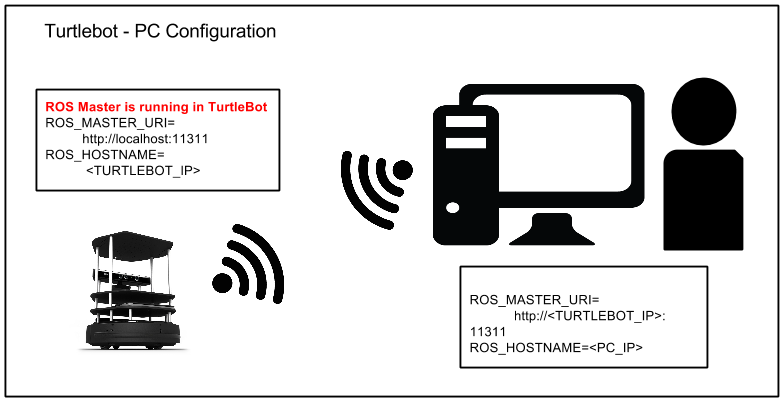 Turtlebot - PC Configuration
ROS Master is running in TurtleBot
ROS_MASTER_URI=
http://localhost:11311
ROS_HOSTNAME=
<TURTLEBOT_IP>
ROS_MASTER_URI=
http://<TURTLEBOT_IP>:
11311
ROS_HOSTNAME=<PC_IP>